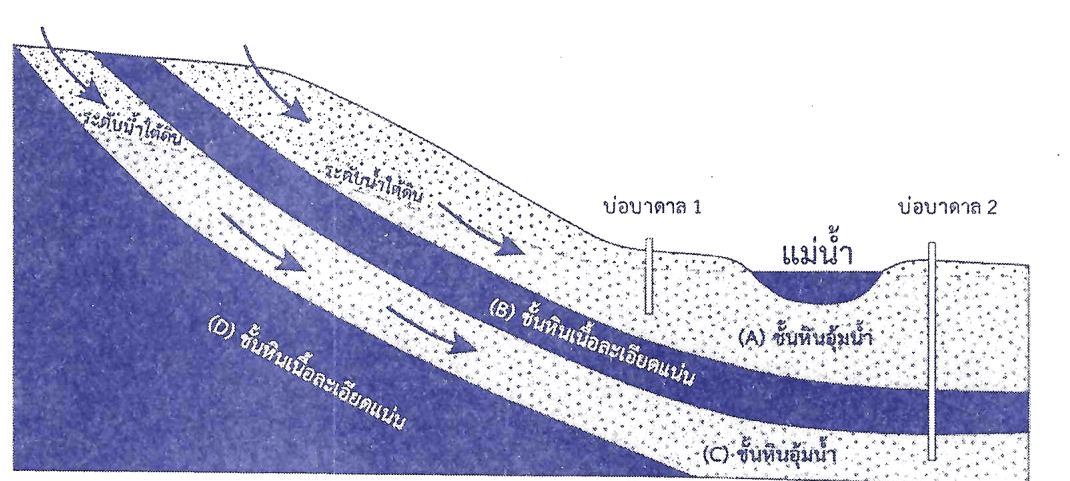 ระดับน้ำใต้ดิน
ระดับน้ำใต้ดิน
บ่อบาดาล 1
บ่อบาดาล 2
แม่น้ำ
(A) ชั้นหินอุ้มน้ำ
(B) ชั้นหินเนื้อละเอียดแน่น
(D) ชั้นหินเนื้อละเอียดแน่น
(C) ชั้นหินอุ้มน้ำ